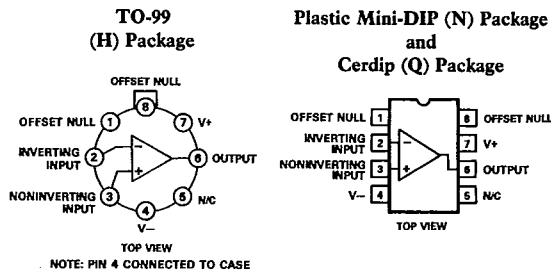 TO-99
(H) Package
OFFSET NULL
8
OFFSET NULL 1
7 V+
INVERTING
INPUT
2
−
+
6 OUTPUT
NONINVERTING
INPUT
3
5 N/C
4
V−
TOP VIEW
NOTE: PIN 4 CONNECTED TO CASE
Plastic Mini-DIP (N) Package
and
Cerdip (Q) Package
OFFSET NULL 1
8 OFFSET NULL
INVERTING
INPUT
2
−
7 V+
NONINVERTING
INPUT
3
+
6 OUTPUT
V− 4
5 N/C
TOP VIEW